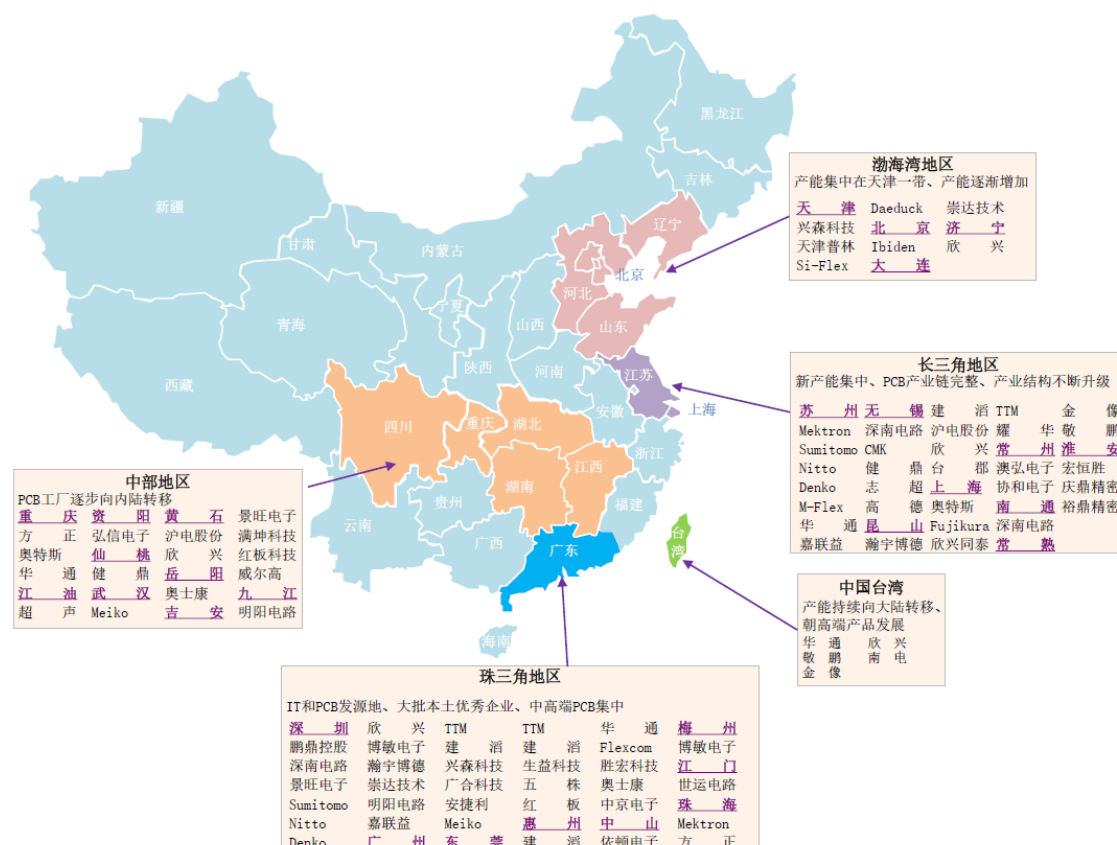 黑龙江
吉林
新疆
辽宁
甘肃
内蒙古
北京
宁夏
河北
青海
山西
山东
陕西
河南
江苏
西藏
安徽
上海
四川
重庆
湖北
浙江
江西
湖南
贵州
福建
云南
广西
广东
台湾
海南
渤海湾地区
产能集中在天津一带、产能逐渐增加
天津 Daeduck 崇达技术
兴森科技 北京 济宁
天津普林 Ibiden 欣兴
Si-Flex 大连
长三角地区
新产能集中、PCB产业链完整、产业结构不断升级
苏州 无锡 建滔 TTM 金像
Mektron 深南电路 沪电股份 耀华 敬鹏
Sumitomo CMK 欣兴 常州 淮安
Nitto 健鼎 台郡 澳弘电子 宏恒胜
Denko 志超 上海 协和电子 庆鼎精密
M-Flex 高德 奥特斯 南通 裕鼎精密
华通 昆山 Fujikura 深南电路
嘉联益 瀚宇博德 欣兴同泰 常熟
中部地区
PCB工厂逐步向内陆转移
重庆 资阳 黄石 景旺电子
方正 弘信电子 沪电股份 满坤科技
奥特斯 仙桃 欣兴 红板科技
华通 健鼎 岳阳 威尔高
江油 武汉 奥士康 九江
超声 Meiko 吉安 明阳电路
中国台湾
产能持续向大陆转移、
朝高端产品发展
华通 欣兴
敬鹏 南电
金像
珠三角地区
IT和PCB发源地、大批本土优秀企业、中高端PCB集中
深圳 欣兴 TTM TTM 华通 梅州
鹏鼎控股 博敏电子 建滔 建滔 Flexcom 博敏电子
深南电路 瀚宇博德 兴森科技 生益科技 胜宏科技 江门
景旺电子 崇达技术 广合科技 五株 奥士康 世运电路
Sumitomo 明阳电路 安捷利 红板 中京电子 珠海
Nitto 嘉联益 Meiko 惠州 中山 Mektron
Denko 广州 东莞 建滔 依顿电子 方正